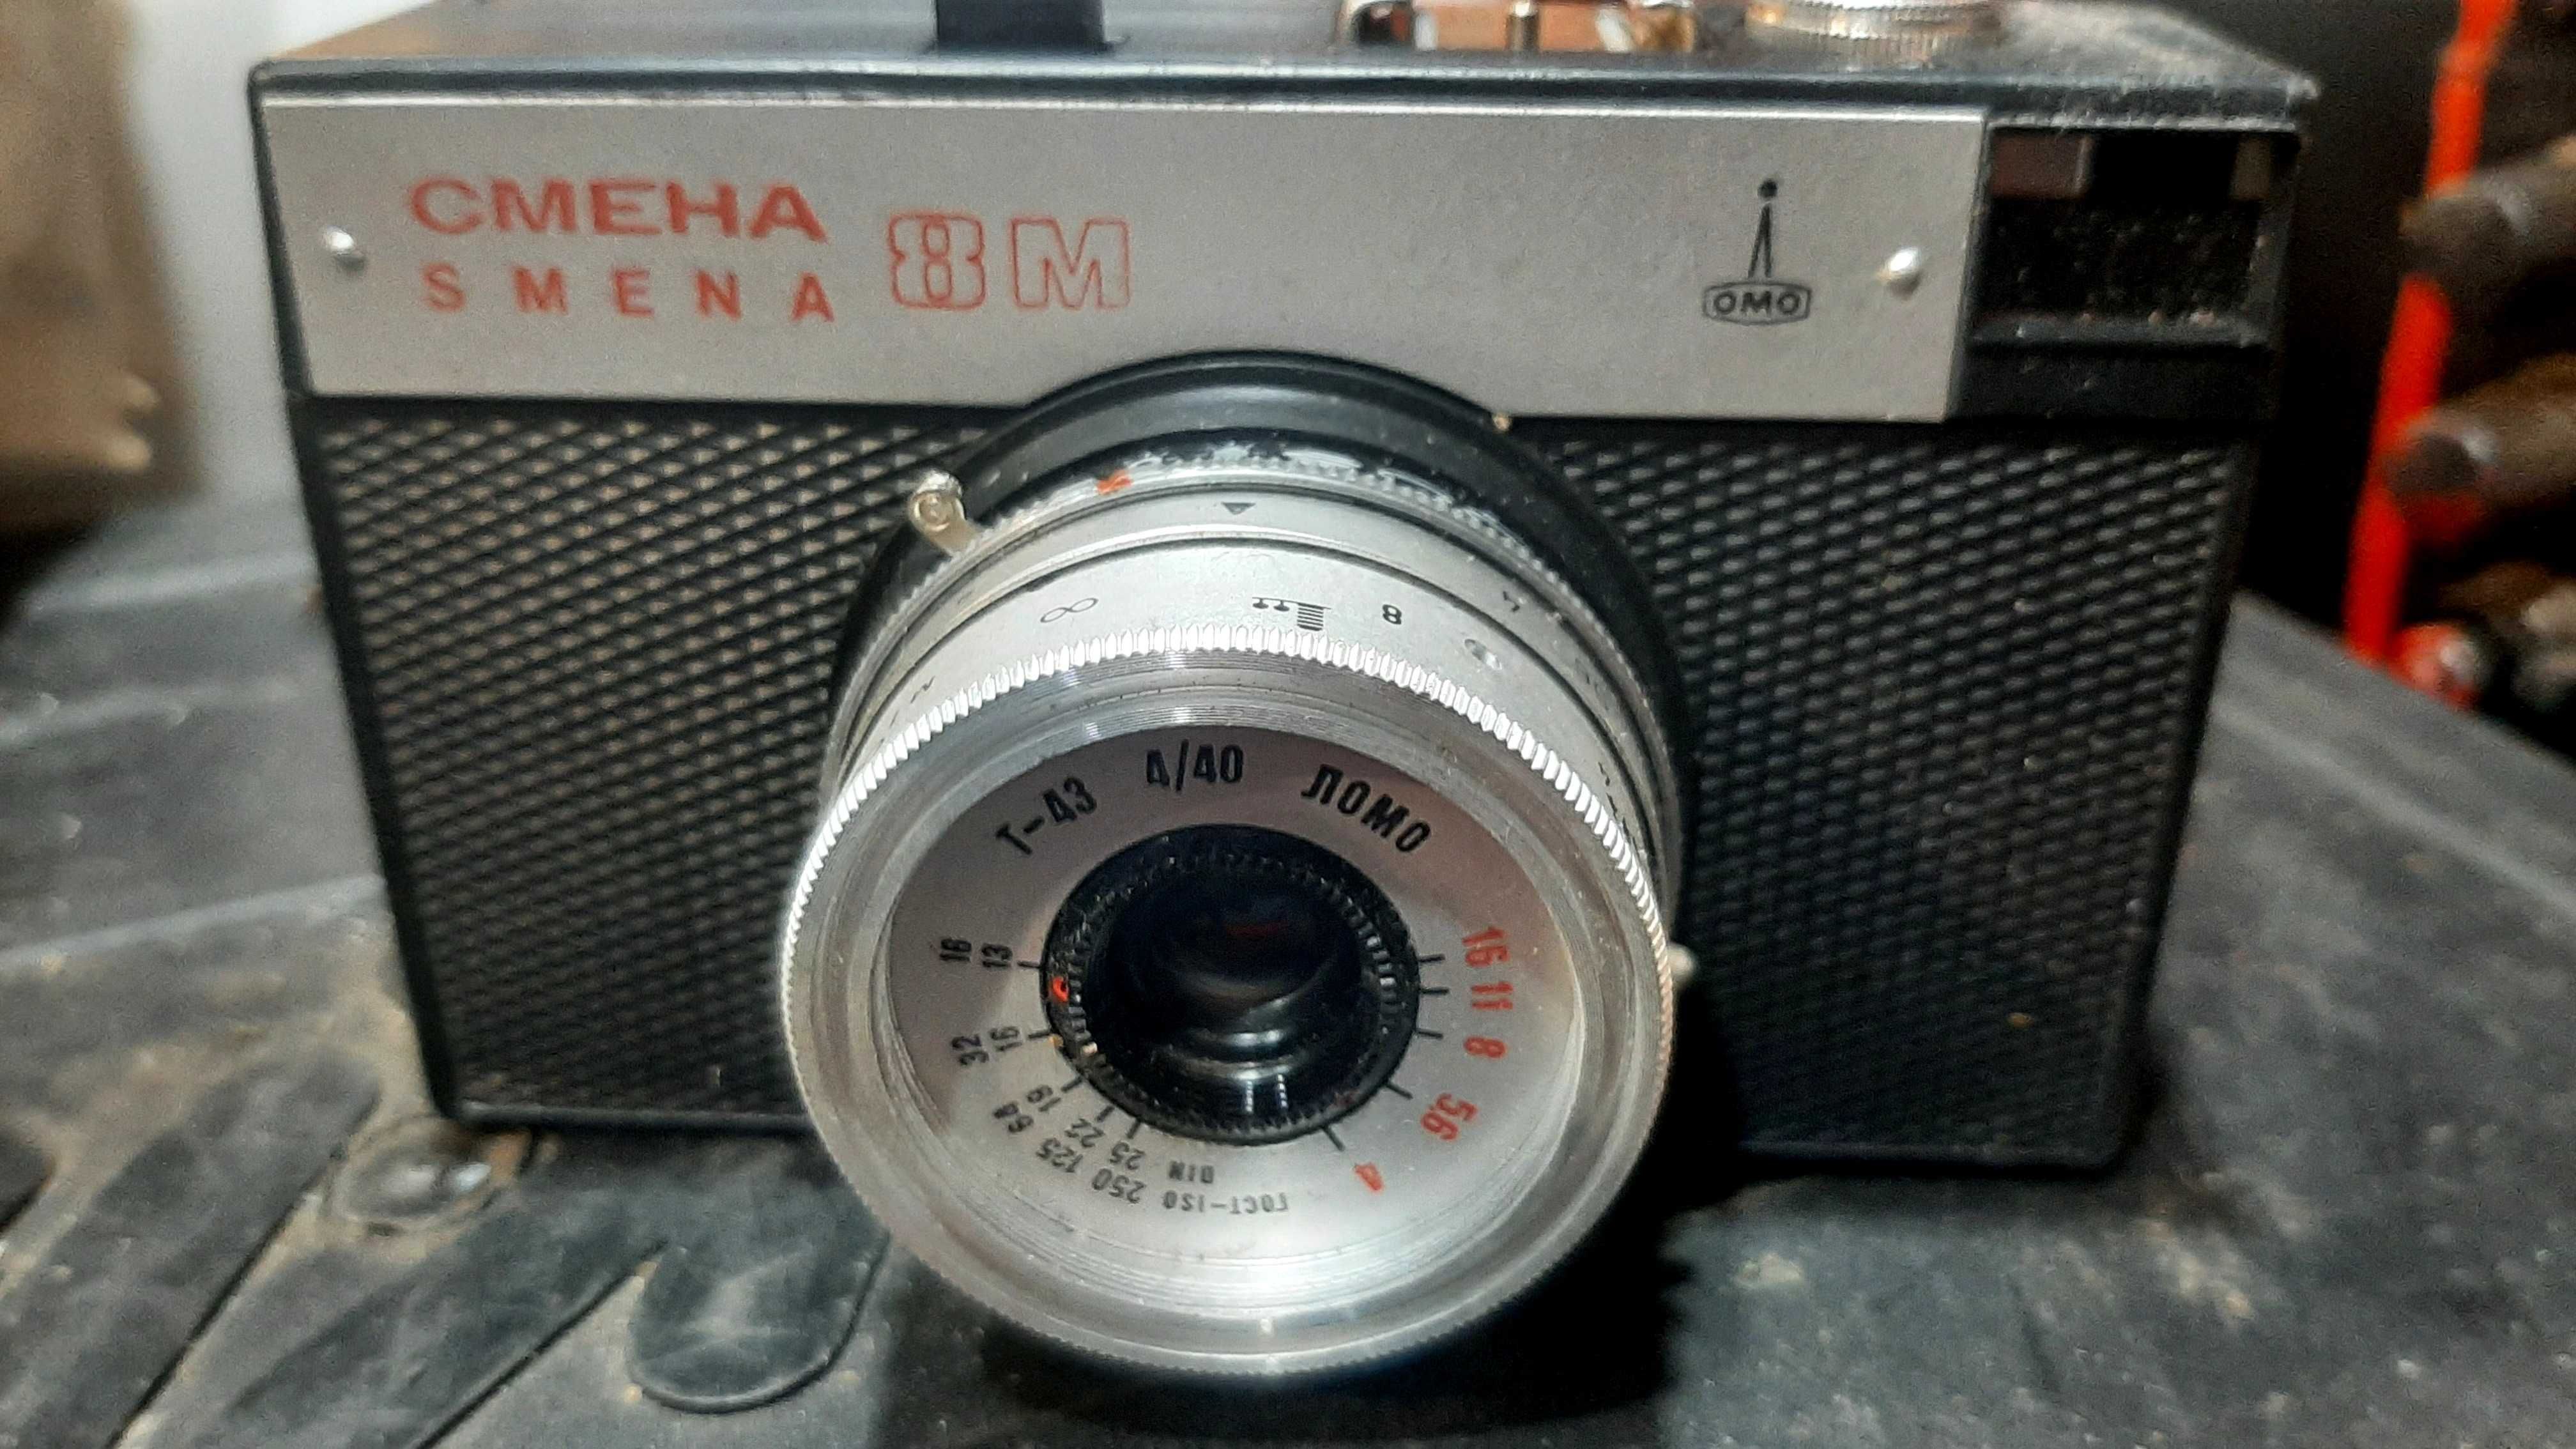 СМЕНА
SMENA
8M
ОМО
∞
8
4
Т-43 4/40 ЛОМО
16 32 64 125 250 ГОСТ-ISO
13 16 19 22 25 DIN
16 11 8 5.6 4